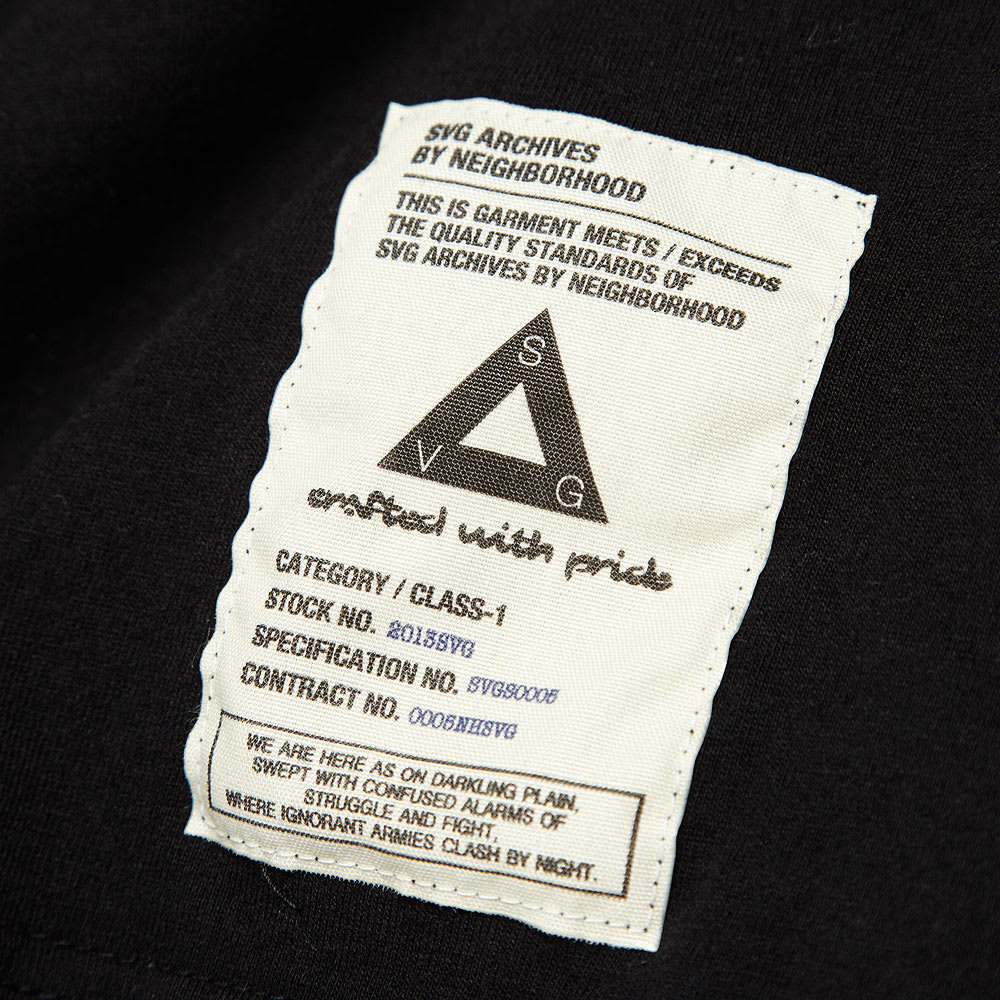 SVG ARCHIVES
BY NEIGHBORHOOD
THIS IS GARMENT MEETS / EXCEEDS
THE QUALITY STANDARDS OF
SVG ARCHIVES BY NEIGHBORHOOD
S
V
G
crafted with pride
CATEGORY / CLASS-1
STOCK NO. 2013SVG
SPECIFICATION NO. SVGS0005
CONTRACT NO. 0005NHSVG
WE ARE HERE AS ON DARKLING PLAIN,
SWEPT WITH CONFUSED ALARMS OF
STRUGGLE AND FIGHT,
WHERE IGNORANT ARMIES CLASH BY NIGHT.